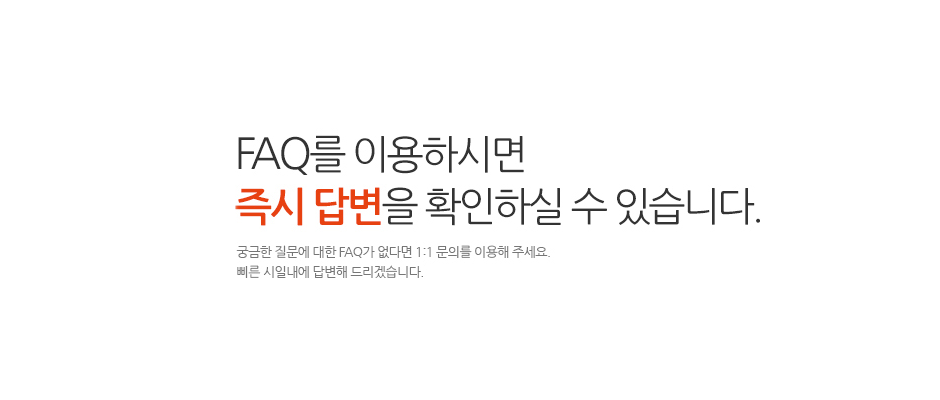 FAQ를 이용하시면
즉시 답변을 확인하실 수 있습니다.
궁금한 질문에 대한 FAQ가 없다면 1:1 문의를 이용해 주세요.
삐른 시일내에 답변해 드리겠습니다.